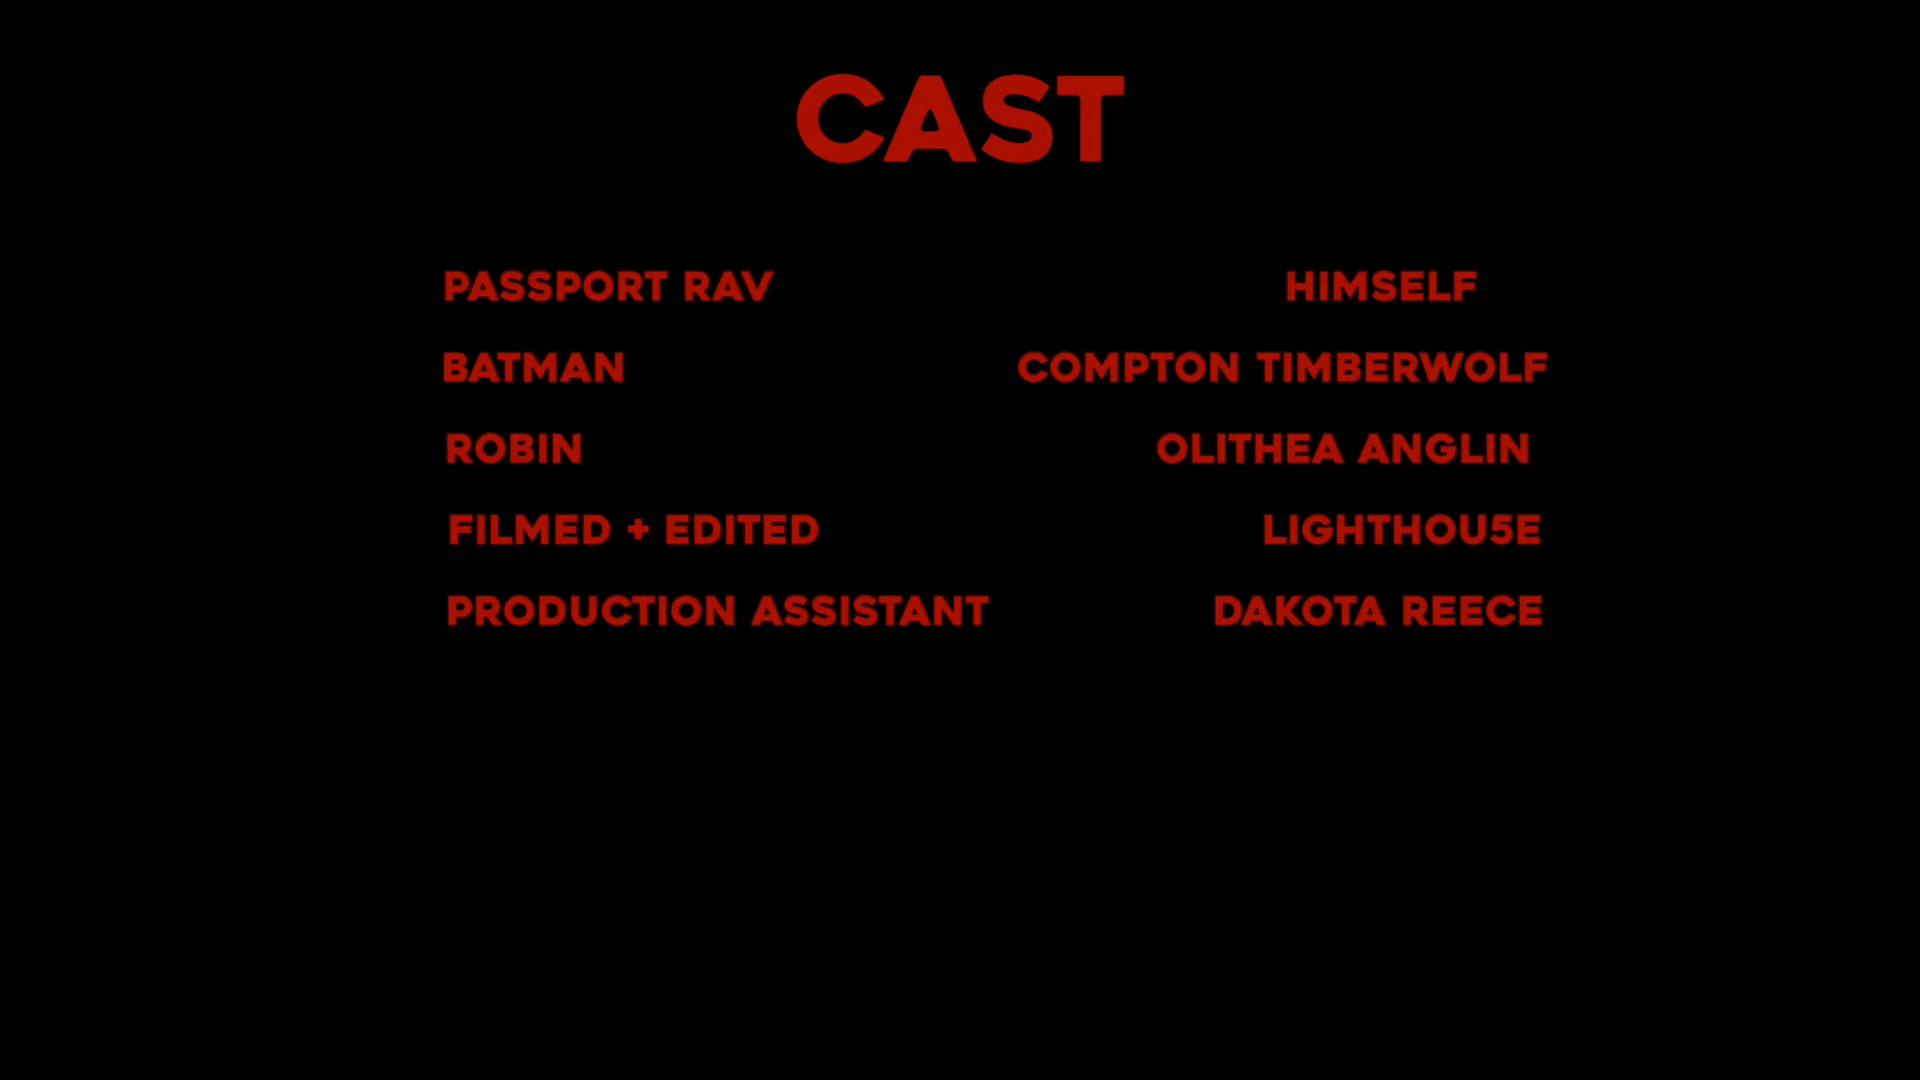 CAST
PASSPORT RAV HIMSELF
BATMAN COMPTON TIMBERWOLF
ROBIN OLITHEA ANGLIN
FILMED + EDITED LIGHTHOU5E
PRODUCTION ASSISTANT DAKOTA REECE